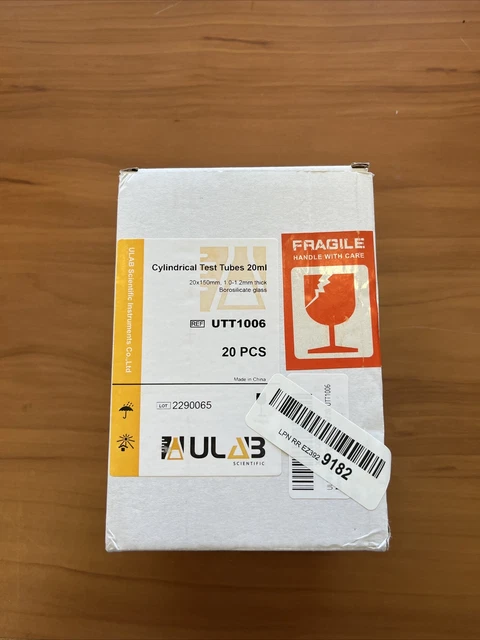 ULAB Scientific Instruments Co.,Ltd
Cylindrical Test Tubes 20ml
20x150mm, 1.0-1.2mm thick
Borosilicate glass
REF UTT1006
20 PCS
Made in China
LOT 2290065
ULAB
SCIENTIFIC
FRAGILE
HANDLE WITH CARE
UTT1006
LPN RR EZ392 9182